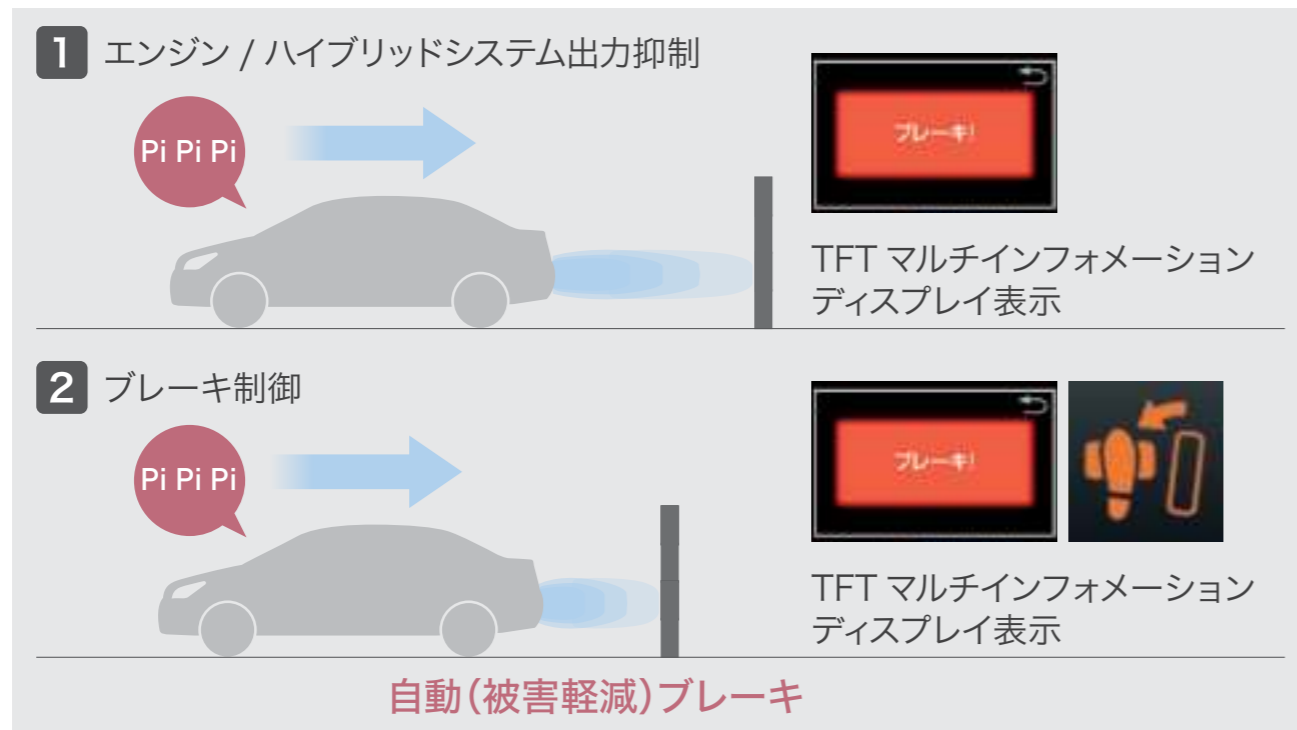 1 エンジン / ハイブリッドシステム出力抑制
Pi Pi Pi
ブレーキ!
TFT マルチインフォメーション
ディスプレイ表示
2 ブレーキ制御
Pi Pi Pi
ブレーキ!
TFT マルチインフォメーション
ディスプレイ表示
自動(被害軽減)ブレーキ